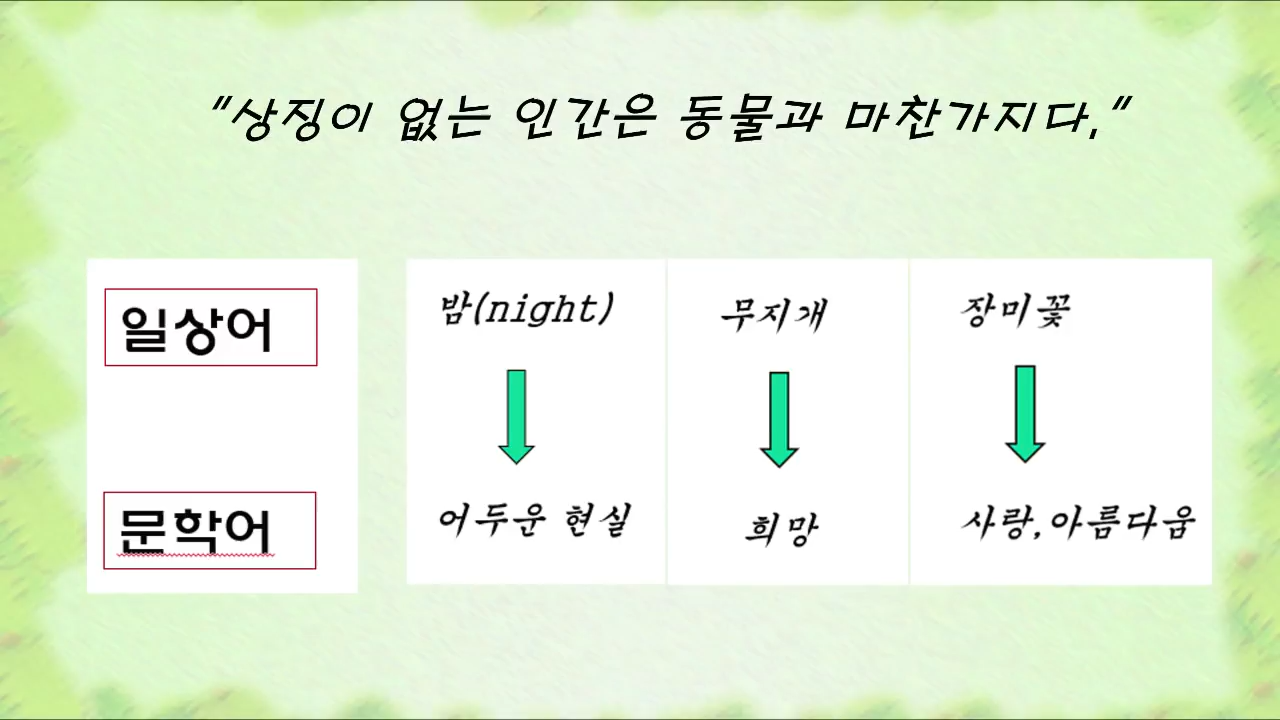 "상징이 없는 인간은 동물과 마찬가지다."
일상어
밤(night)
무지개
장미꽃
문학어
어두운 현실
희망
사랑,아름다움